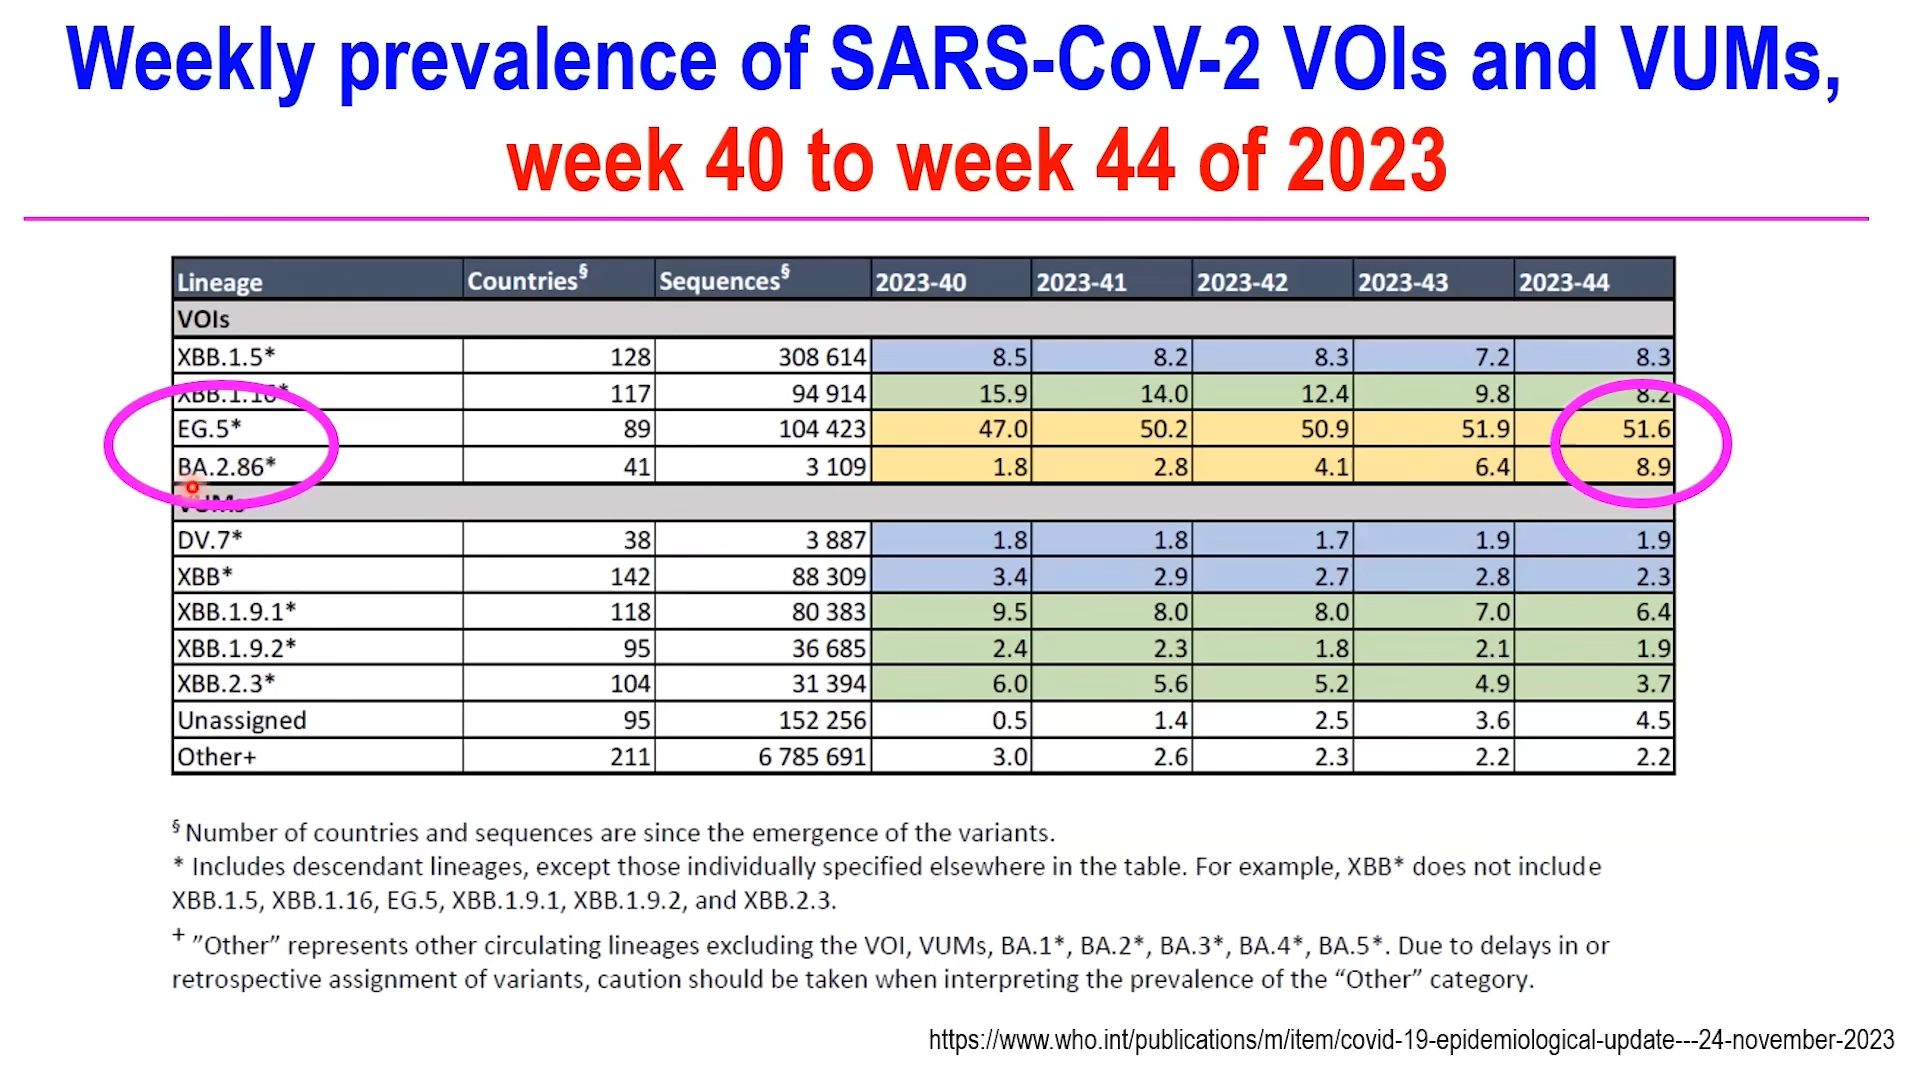 Weekly prevalence of SARS-CoV-2 VOIs and VUMs,
week 40 to week 44 of 2023
Lineage Countries§ Sequences§ 2023-40 2023-41 2023-42 2023-43 2023-44
VOIs
XBB.1.5* 128 308 614 8.5 8.2 8.3 7.2 8.3
XBB.1.16* 117 94 914 15.9 14.0 12.4 9.8 8.2
EG.5* 89 104 423 47.0 50.2 50.9 51.9 51.6
BA.2.86* 41 3 109 1.8 2.8 4.1 6.4 8.9
VUMs
DV.7* 38 3 887 1.8 1.8 1.7 1.9 1.9
XBB* 142 88 309 3.4 2.9 2.7 2.8 2.3
XBB.1.9.1* 118 80 383 9.5 8.0 8.0 7.0 6.4
XBB.1.9.2* 95 36 685 2.4 2.3 1.8 2.1 1.9
XBB.2.3* 104 31 394 6.0 5.6 5.2 4.9 3.7
Unassigned 95 152 256 0.5 1.4 2.5 3.6 4.5
Other+ 211 6 785 691 3.0 2.6 2.3 2.2 2.2
§ Number of countries and sequences are since the emergence of the variants.
* Includes descendant lineages, except those individually specified elsewhere in the table. For example, XBB* does not include
XBB.1.5, XBB.1.16, EG.5, XBB.1.9.1, XBB.1.9.2, and XBB.2.3.
+ ”Other” represents other circulating lineages excluding the VOI, VUMs, BA.1*, BA.2*, BA.3*, BA.4*, BA.5*. Due to delays in or
retrospective assignment of variants, caution should be taken when interpreting the prevalence of the “Other” category.
https://www.who.int/publications/m/item/covid-19-epidemiological-update---24-november-2023